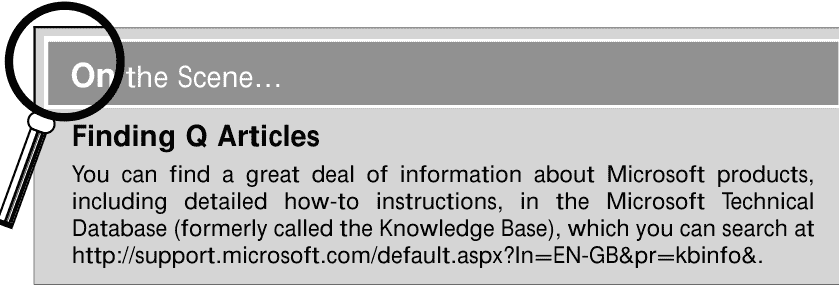 On the Scene...
Finding Q Articles
You can find a great deal of information about Microsoft products,
including detailed how-to instructions, in the Microsoft Technical
Database (formerly called the Knowledge Base), which you can search at
http://support.microsoft.com/default.aspx?ln=EN-GB&pr=kbinfo&.